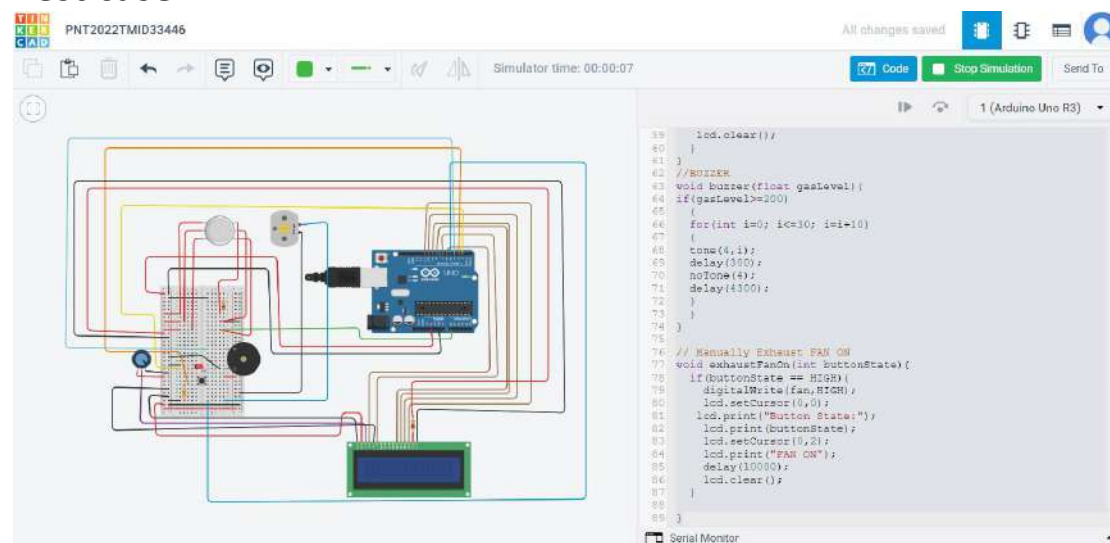 TIN
KER
CAD
PNT2022TMID33446
All changes saved
Simulator time: 00:00:07
Code
Stop Simulation
Send To
1 (Arduino Uno R3)
59 lcd.clear();
60 }
61 }
62 //BUZZER
63 void buzzer(float gasLevel){
64 if(gasLevel>=200)
65 {
66 for(int i=0; i<=30; i=i+10)
67 {
68 tone(4,i);
69 delay(300);
70 noTone(4);
71 delay(4300);
72 }
73 }
74 }
75
76 // Manually Exhaust FAN ON
77 void exhaustFanOn(int buttonState){
78 if(buttonState == HIGH){
79 digitalWrite(fan,HIGH);
80 lcd.setCursor(0,0);
81 lcd.print("Button State:");
82 lcd.print(buttonState);
83 lcd.setCursor(0,2);
84 lcd.print("FAN ON");
85 delay(10000);
86 lcd.clear();
87 }
88
89 }
UNO
Serial Monitor